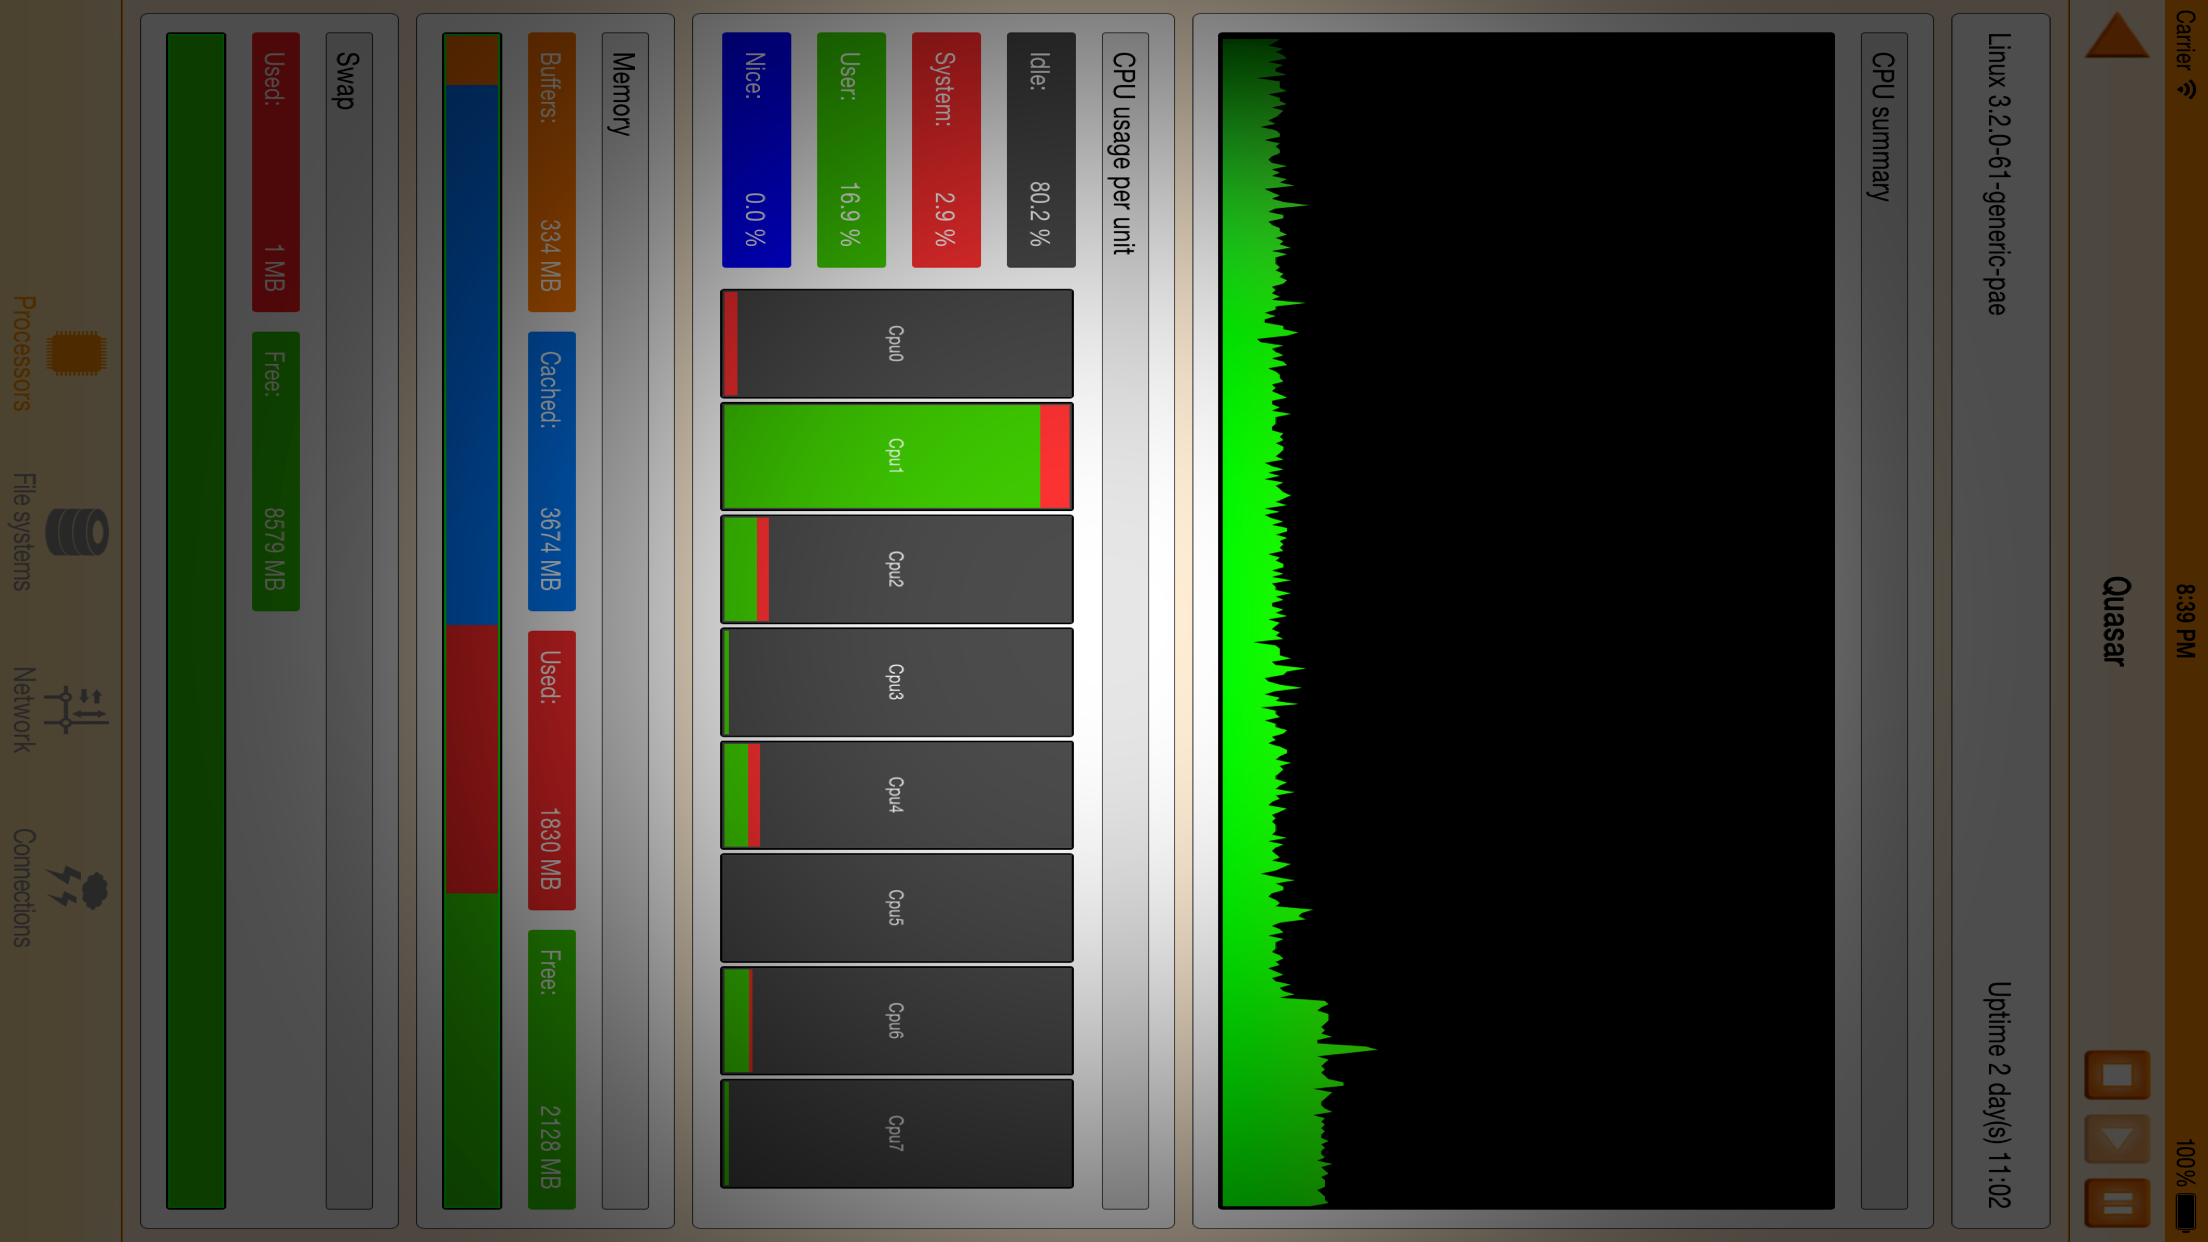 Carrier 8:39 PM 100%
Quasar
Linux 3.2.0-61-generic-pae Uptime 2 day(s) 11:02
CPU summary
CPU usage per unit
Idle: 80.2 %
System: 2.9 %
User: 16.9 %
Nice: 0.0 %
Cpu0 Cpu1 Cpu2 Cpu3 Cpu4 Cpu5 Cpu6 Cpu7
Memory
Buffers: 334 MB Cached: 3674 MB Used: 1830 MB Free: 2128 MB
Swap
Used: 1 MB Free: 8579 MB
Processors File systems Network Connections